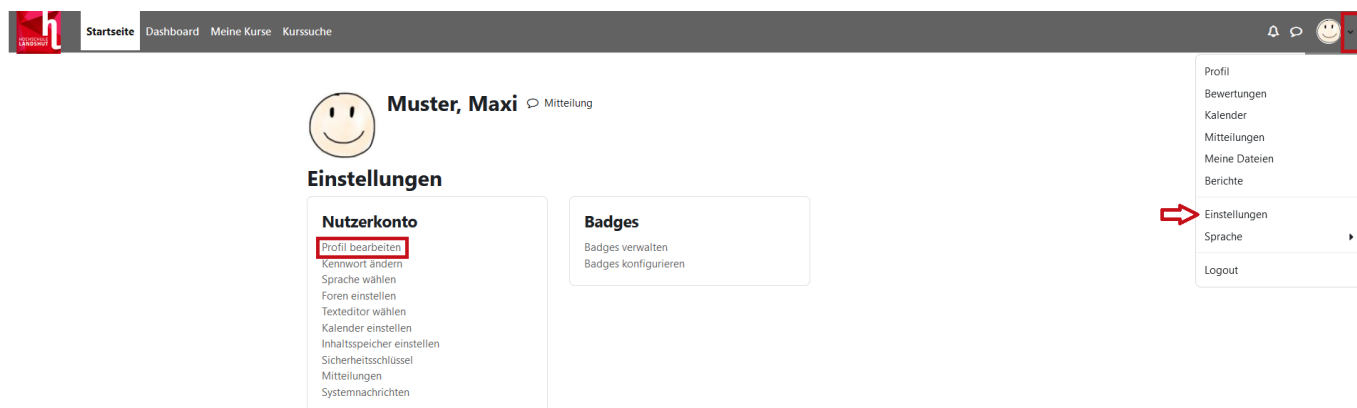 HOCHSCHULE
LANDSHUT
Startseite Dashboard Meine Kurse Kurssuche
Profil
Bewertungen
Kalender
Mitteilungen
Meine Dateien
Berichte
Einstellungen
Sprache
Logout
Muster, Maxi Mitteilung
Einstellungen
Nutzerkonto
Profil bearbeiten
Kennwort ändern
Sprache wählen
Foren einstellen
Texteditor wählen
Kalender einstellen
Inhaltsspeicher einstellen
Sicherheitsschlüssel
Mitteilungen
Systemnachrichten
Badges
Badges verwalten
Badges konfigurieren